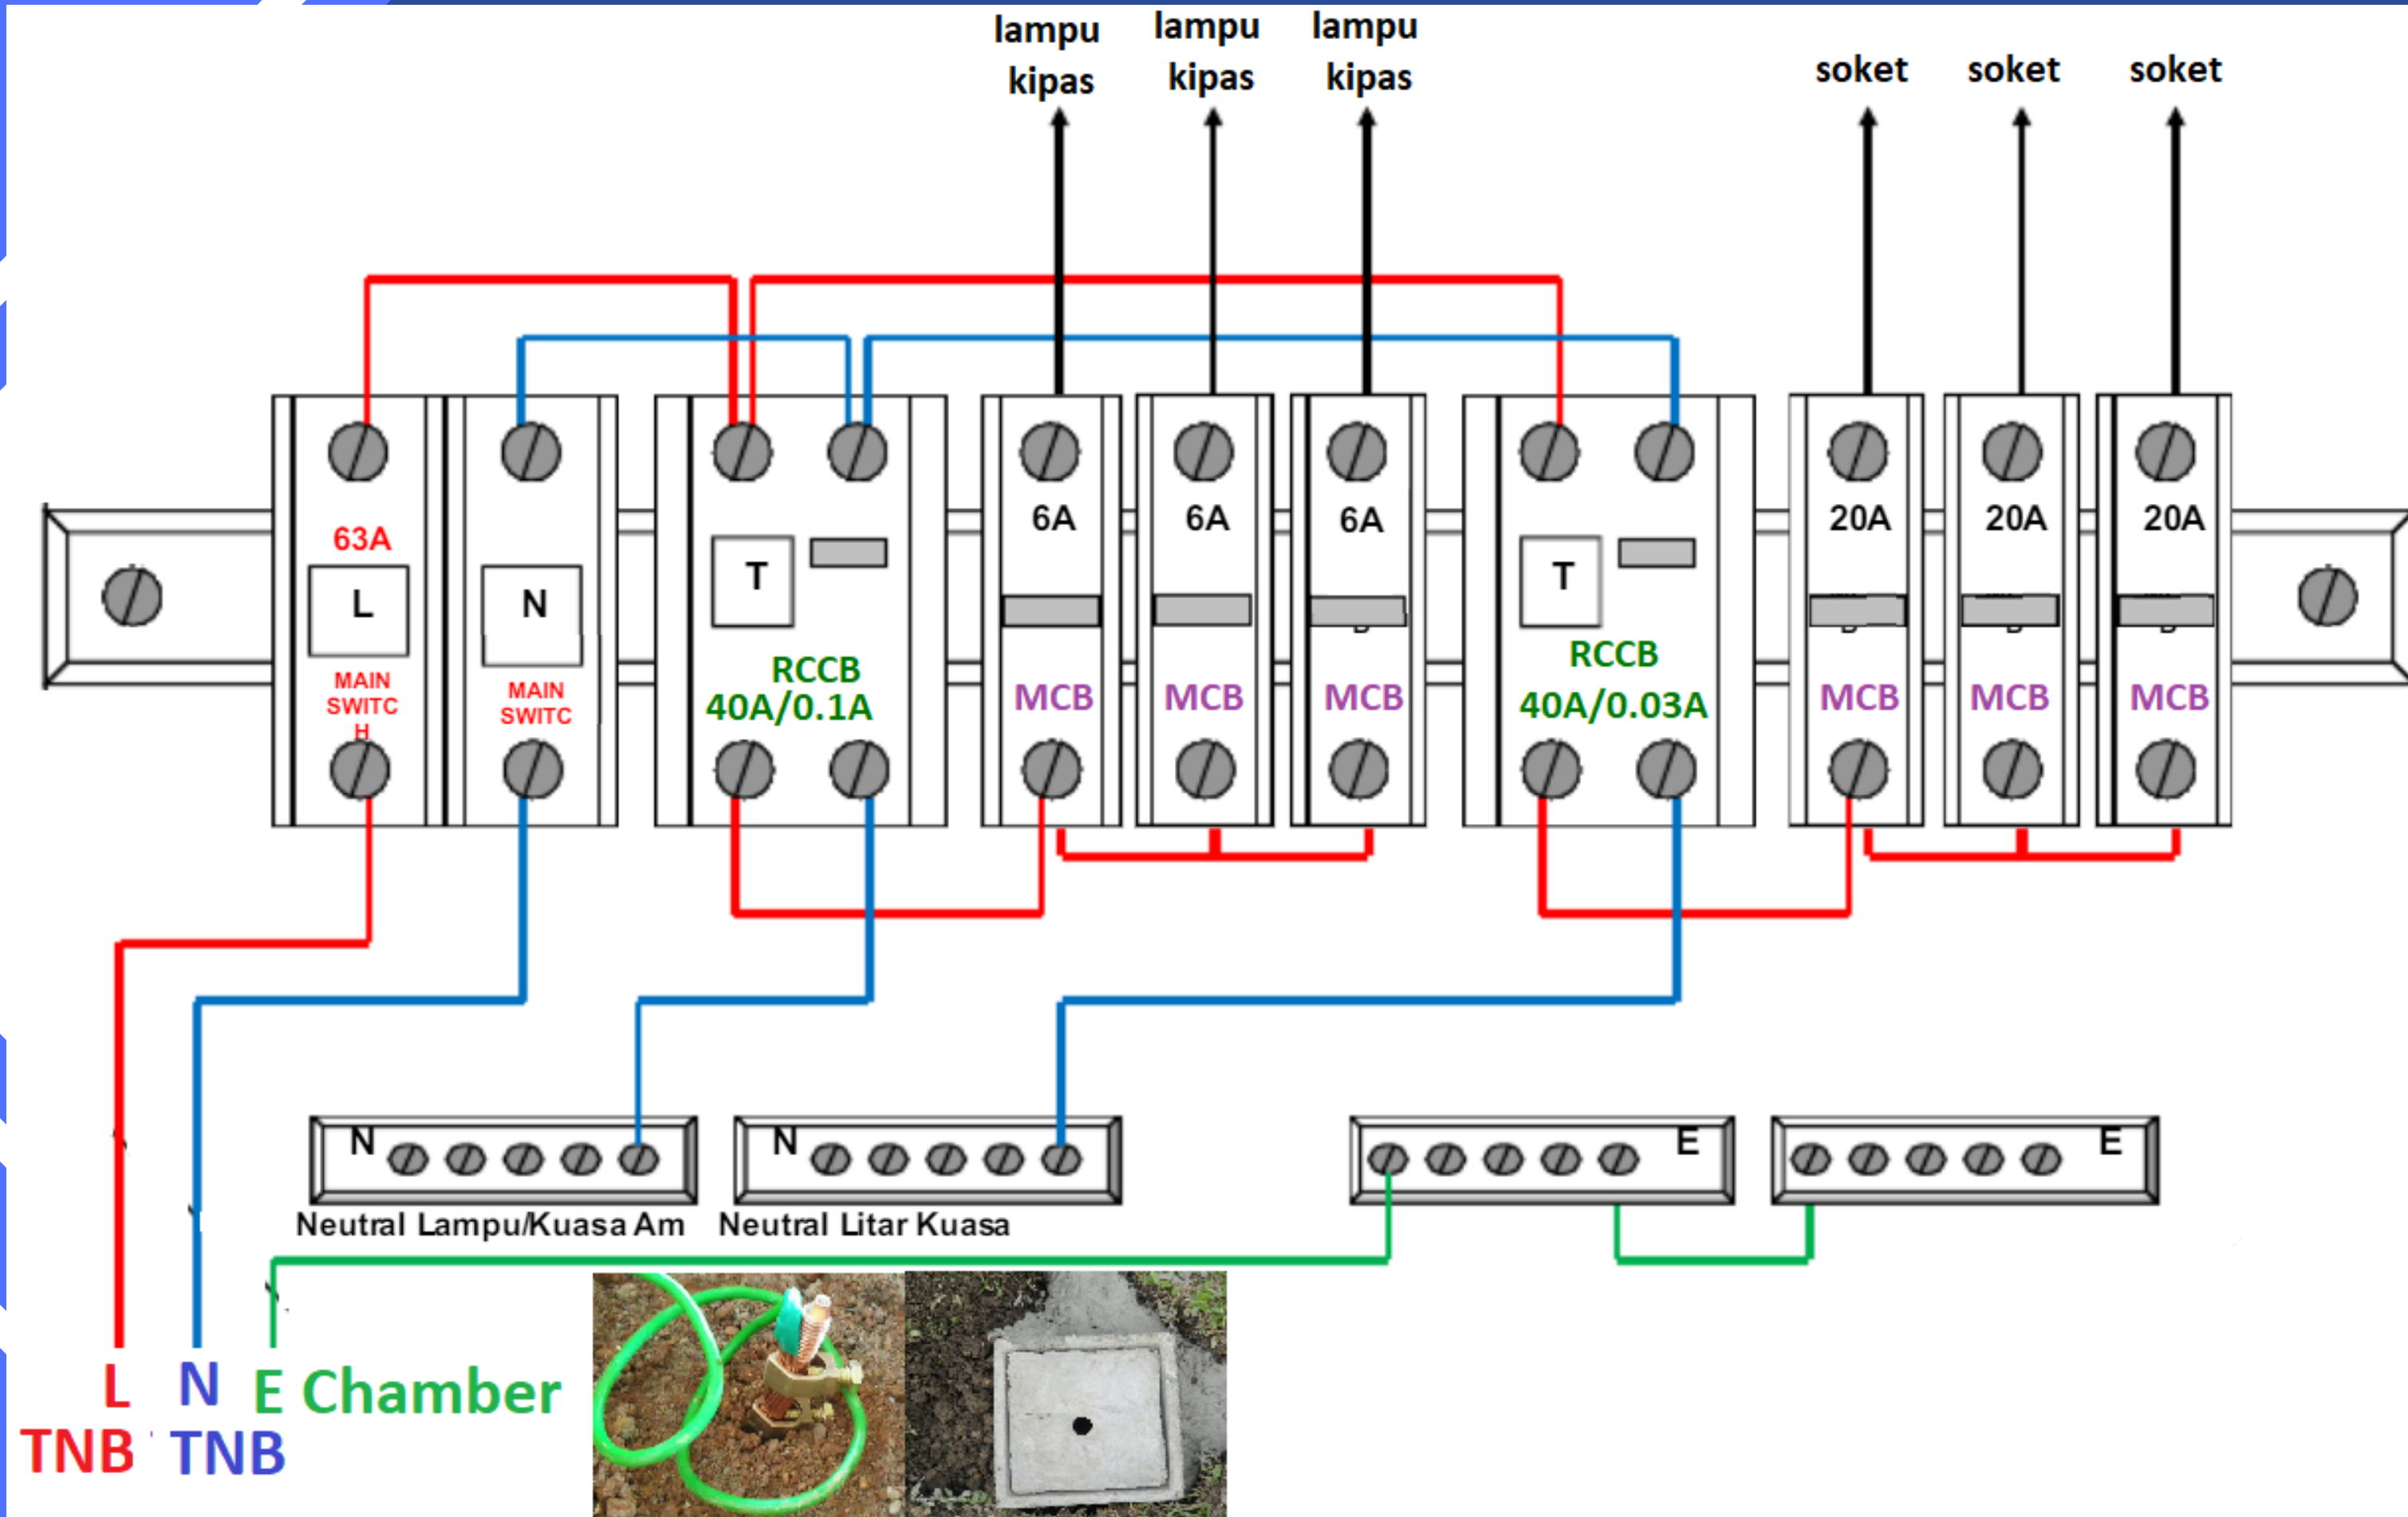 lampu
kipas
lampu
kipas
lampu
kipas
soket
soket
soket
63A
L
MAIN
SWITC
H
N
MAIN
SWITC
T
RCCB
40A/0.1A
6A
MCB
6A
MCB
6A
MCB
T
RCCB
40A/0.03A
20A
MCB
20A
MCB
20A
MCB
N
Neutral Lampu/Kuasa Am
N
Neutral Litar Kuasa
E
E
L
TNB
N
TNB
E Chamber